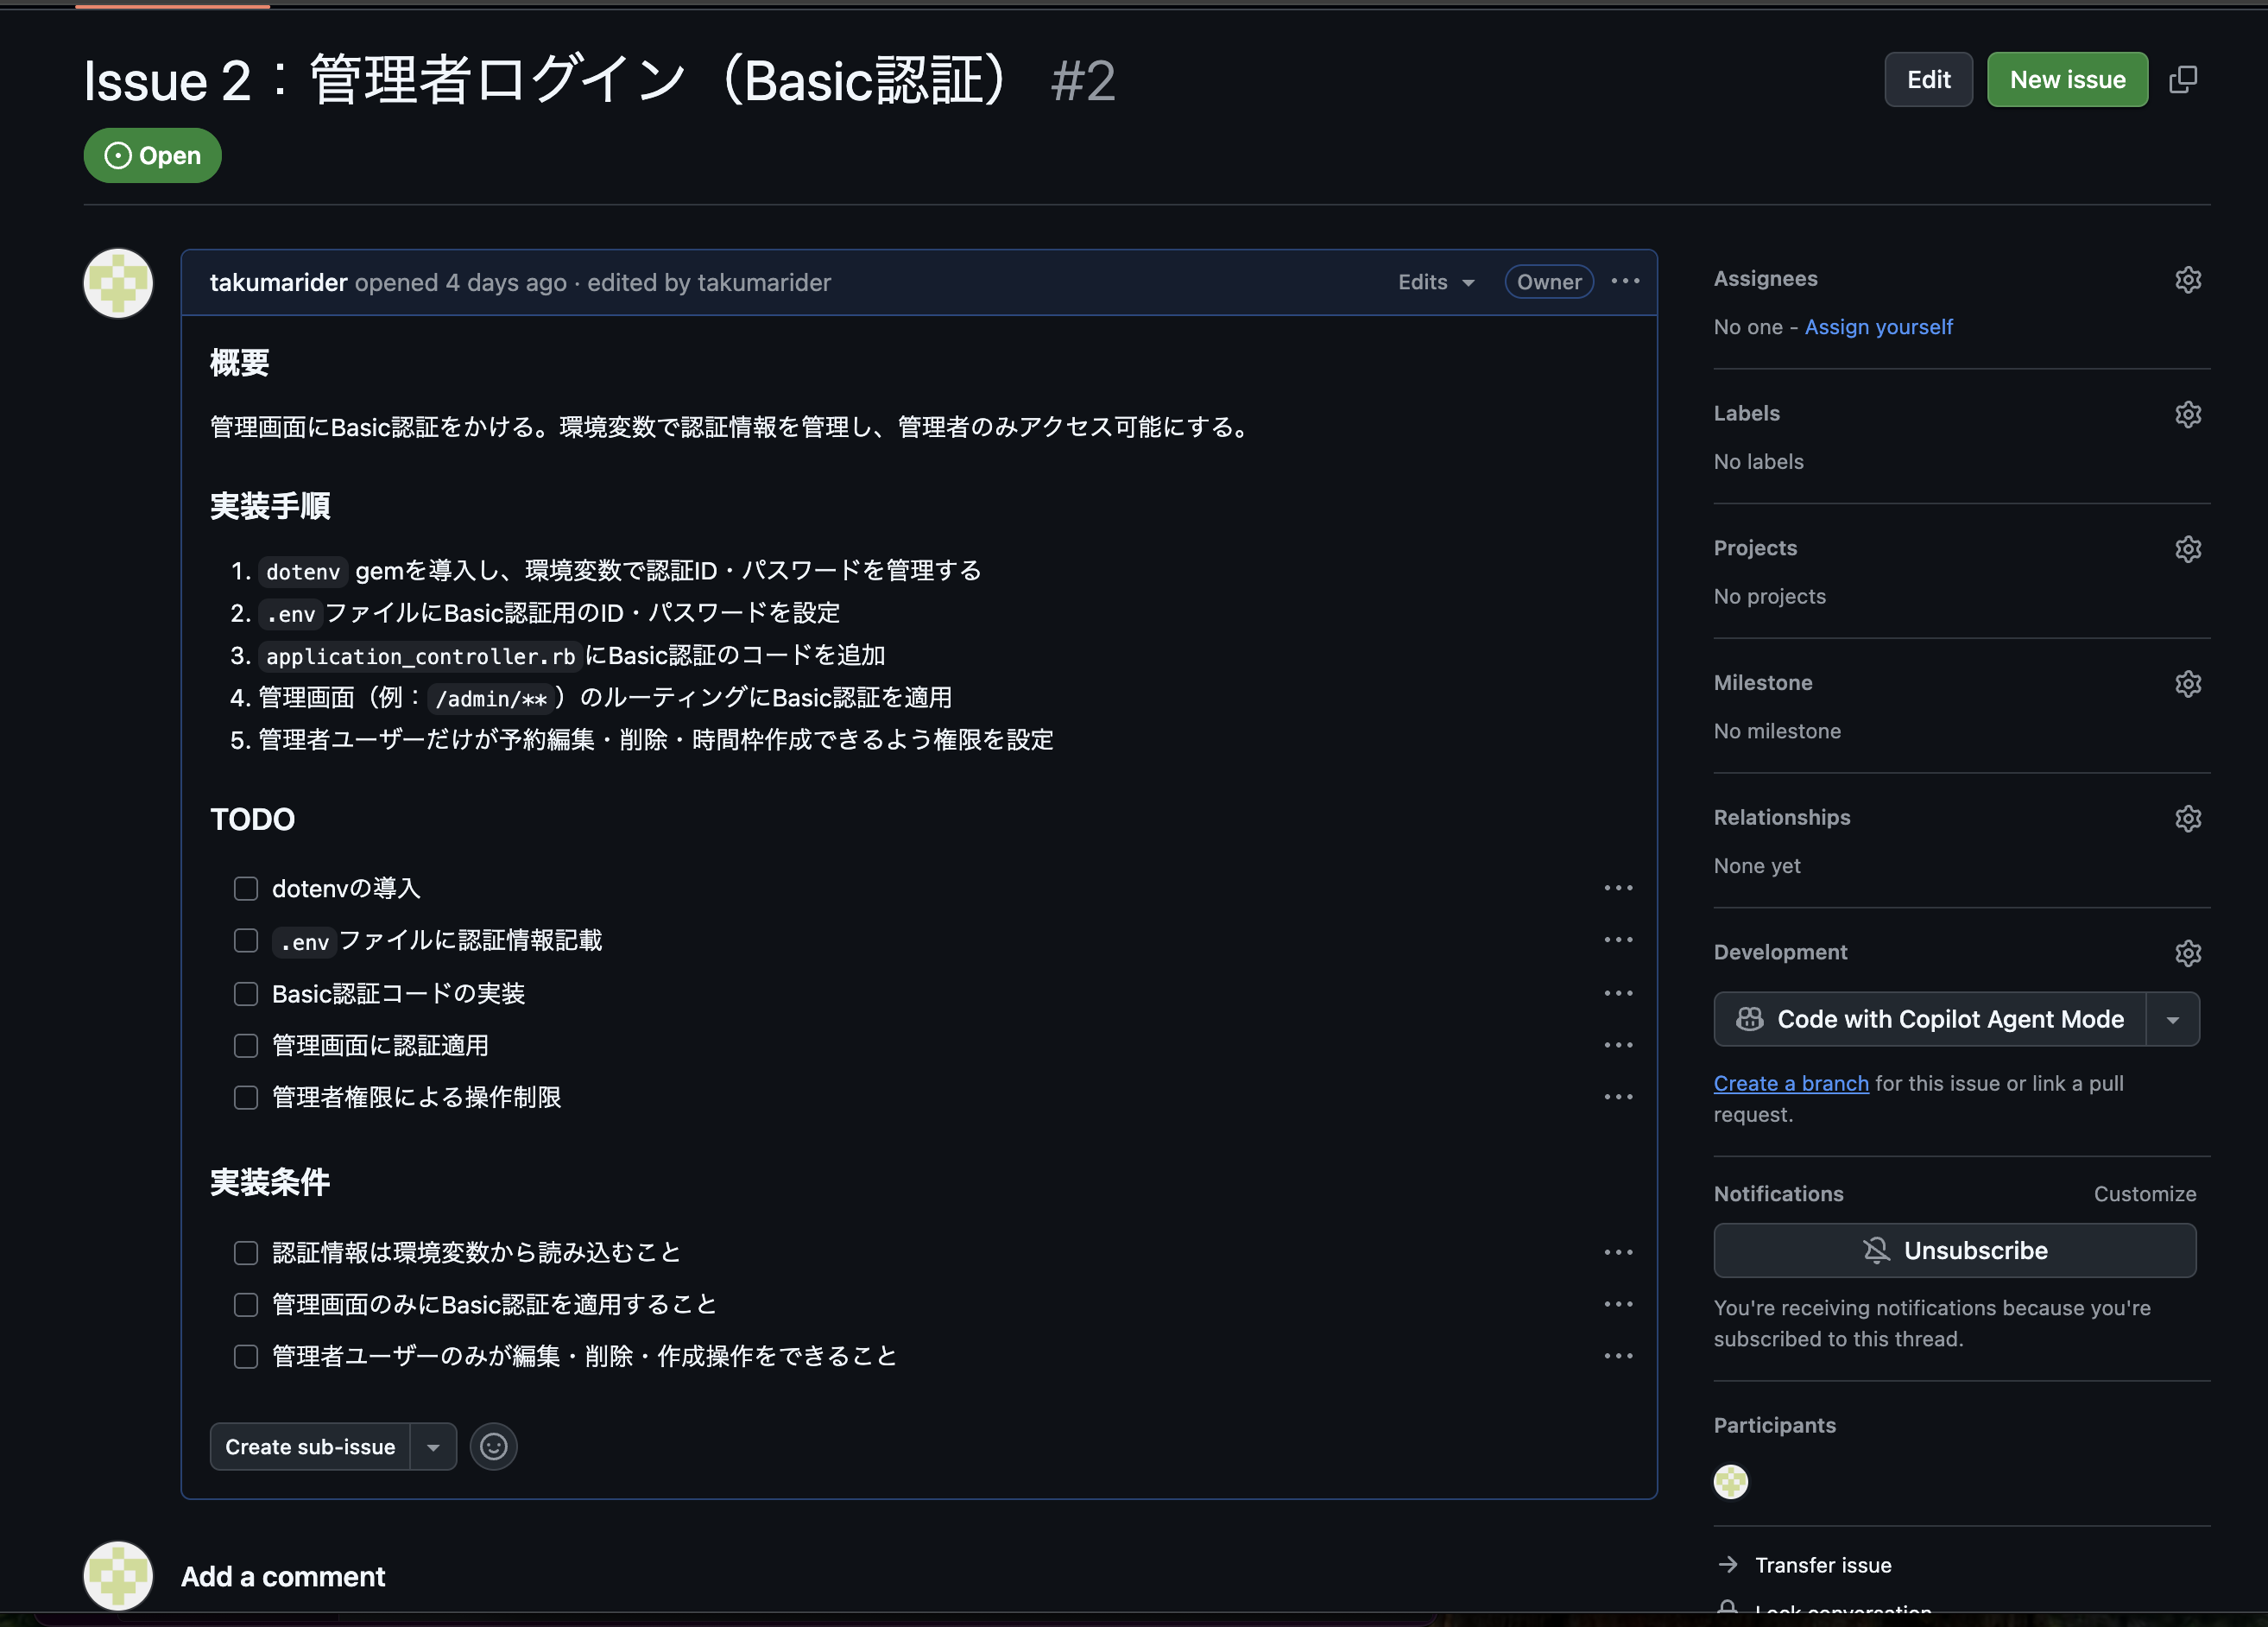 Issue 2：管理者ログイン（Basic認証） #2
Edit
New issue
Open
takumarider opened 4 days ago · edited by takumarider
Edits
Owner
概要
管理画面にBasic認証をかける。環境変数で認証情報を管理し、管理者のみアクセス可能にする。
実装手順
1. dotenv gemを導入し、環境変数で認証ID・パスワードを管理する
2. .envファイルにBasic認証用のID・パスワードを設定
3. application_controller.rbにBasic認証のコードを追加
4. 管理画面（例：/admin/**）のルーティングにBasic認証を適用
5. 管理者ユーザーだけが予約編集・削除・時間枠作成できるよう権限を設定
TODO
dotenvの導入
.envファイルに認証情報記載
Basic認証コードの実装
管理画面に認証適用
管理者権限による操作制限
実装条件
認証情報は環境変数から読み込むこと
管理画面のみにBasic認証を適用すること
管理者ユーザーのみが編集・削除・作成操作をできること
Create sub-issue
Add a comment
Assignees
No one - Assign yourself
Labels
No labels
Projects
No projects
Milestone
No milestone
Relationships
None yet
Development
Code with Copilot Agent Mode
Create a branch for this issue or link a pull
request.
Notifications
Customize
Unsubscribe
You're receiving notifications because you're
subscribed to this thread.
Participants
Transfer issue
Lock conversation